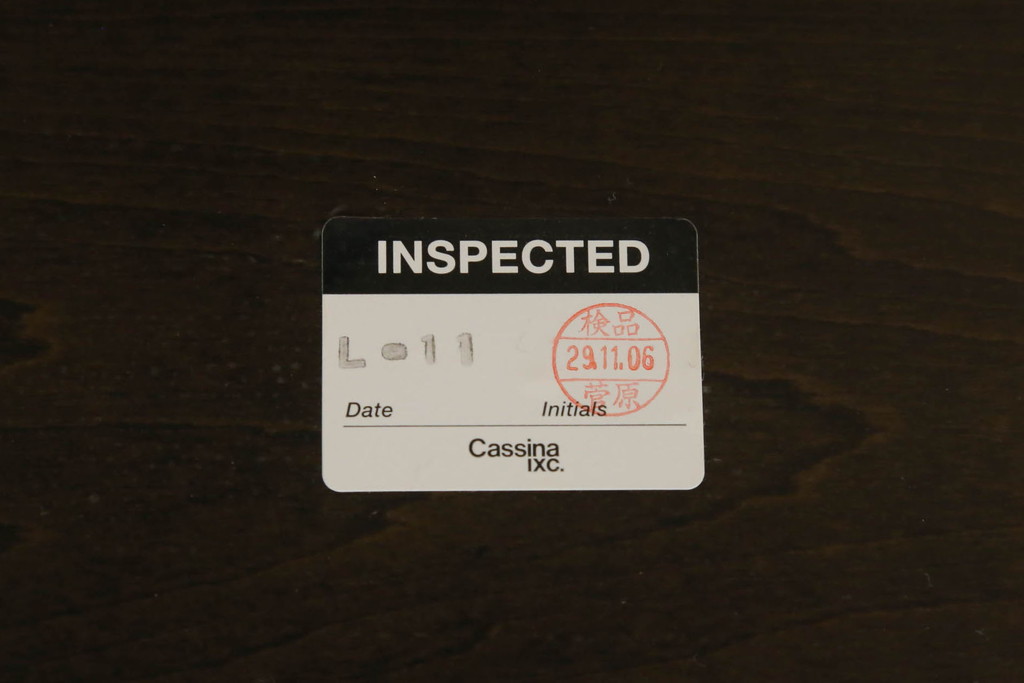 INSPECTED
L-11
検品
29.11.06
菅原
Date Initials
Cassina
IXC.